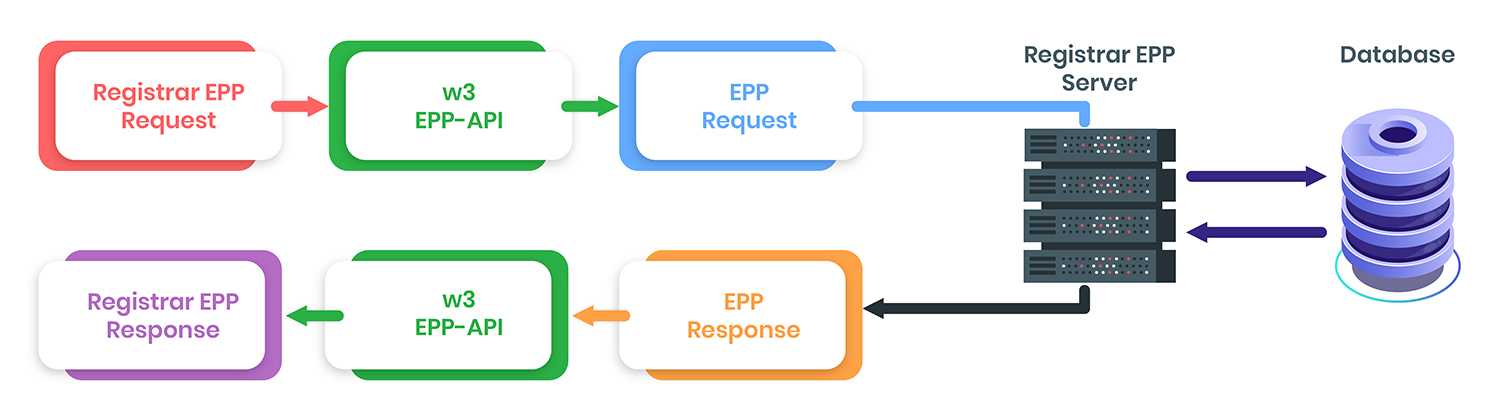 Registrar EPP
Request
w3
EPP-API
EPP
Request
Registrar EPP
Server
Database
Registrar EPP
Response
w3
EPP-API
EPP
Response